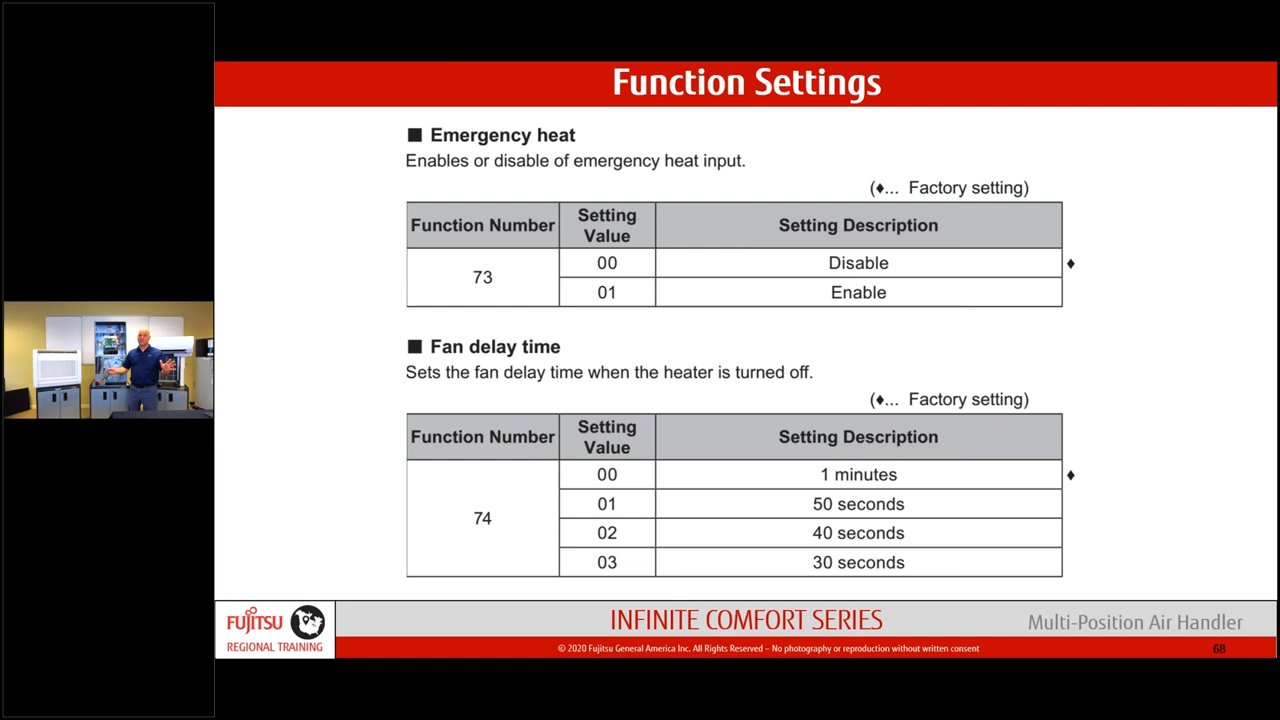 Function Settings
■ Emergency heat
Enables or disable of emergency heat input.
(♦... Factory setting)
Function Number Setting Value Setting Description
73 00 Disable ♦
01 Enable
■ Fan delay time
Sets the fan delay time when the heater is turned off.
(♦... Factory setting)
Function Number Setting Value Setting Description
74 00 1 minutes ♦
01 50 seconds
02 40 seconds
03 30 seconds
FUJITSU
REGIONAL TRAINING
INFINITE COMFORT SERIES
Multi-Position Air Handler
© 2020 Fujitsu General America Inc. All Rights Reserved – No photography or reproduction without written consent
68